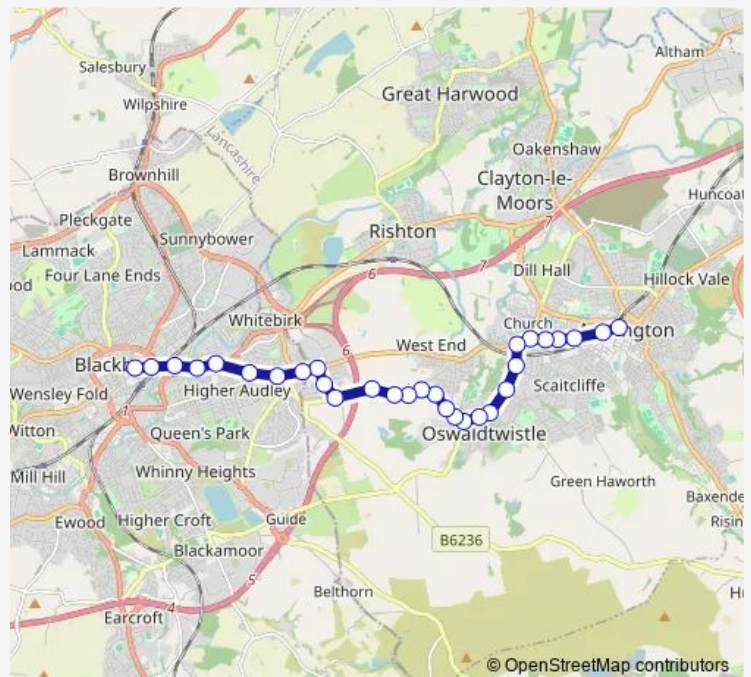 Altham
Salesbury
Great Harwood
Wilpshire
Lancashire
Oakenshaw
Brownhill
Clayton-le-
Moors
Huncoat
Pleckgate
Rishton
Sunnybower
7
Lammack
6
7
Dill Hall
Hillock Vale
ood
Four Lane Ends
Whitebirk
Church
ngton
West End
6
Blackb
Higher Audley
Scaitcliffe
Wensley Fold
1
Witton
Queen's Park
Oswaldtwistle
Mill Hill
Whinny Heights
Green Haworth
Baxende
Ewood
Higher Croft
Guide
Risin
B6236
Blackamoor
5
Belthorn
4
Earcroft
© OpenStreetMap contributors